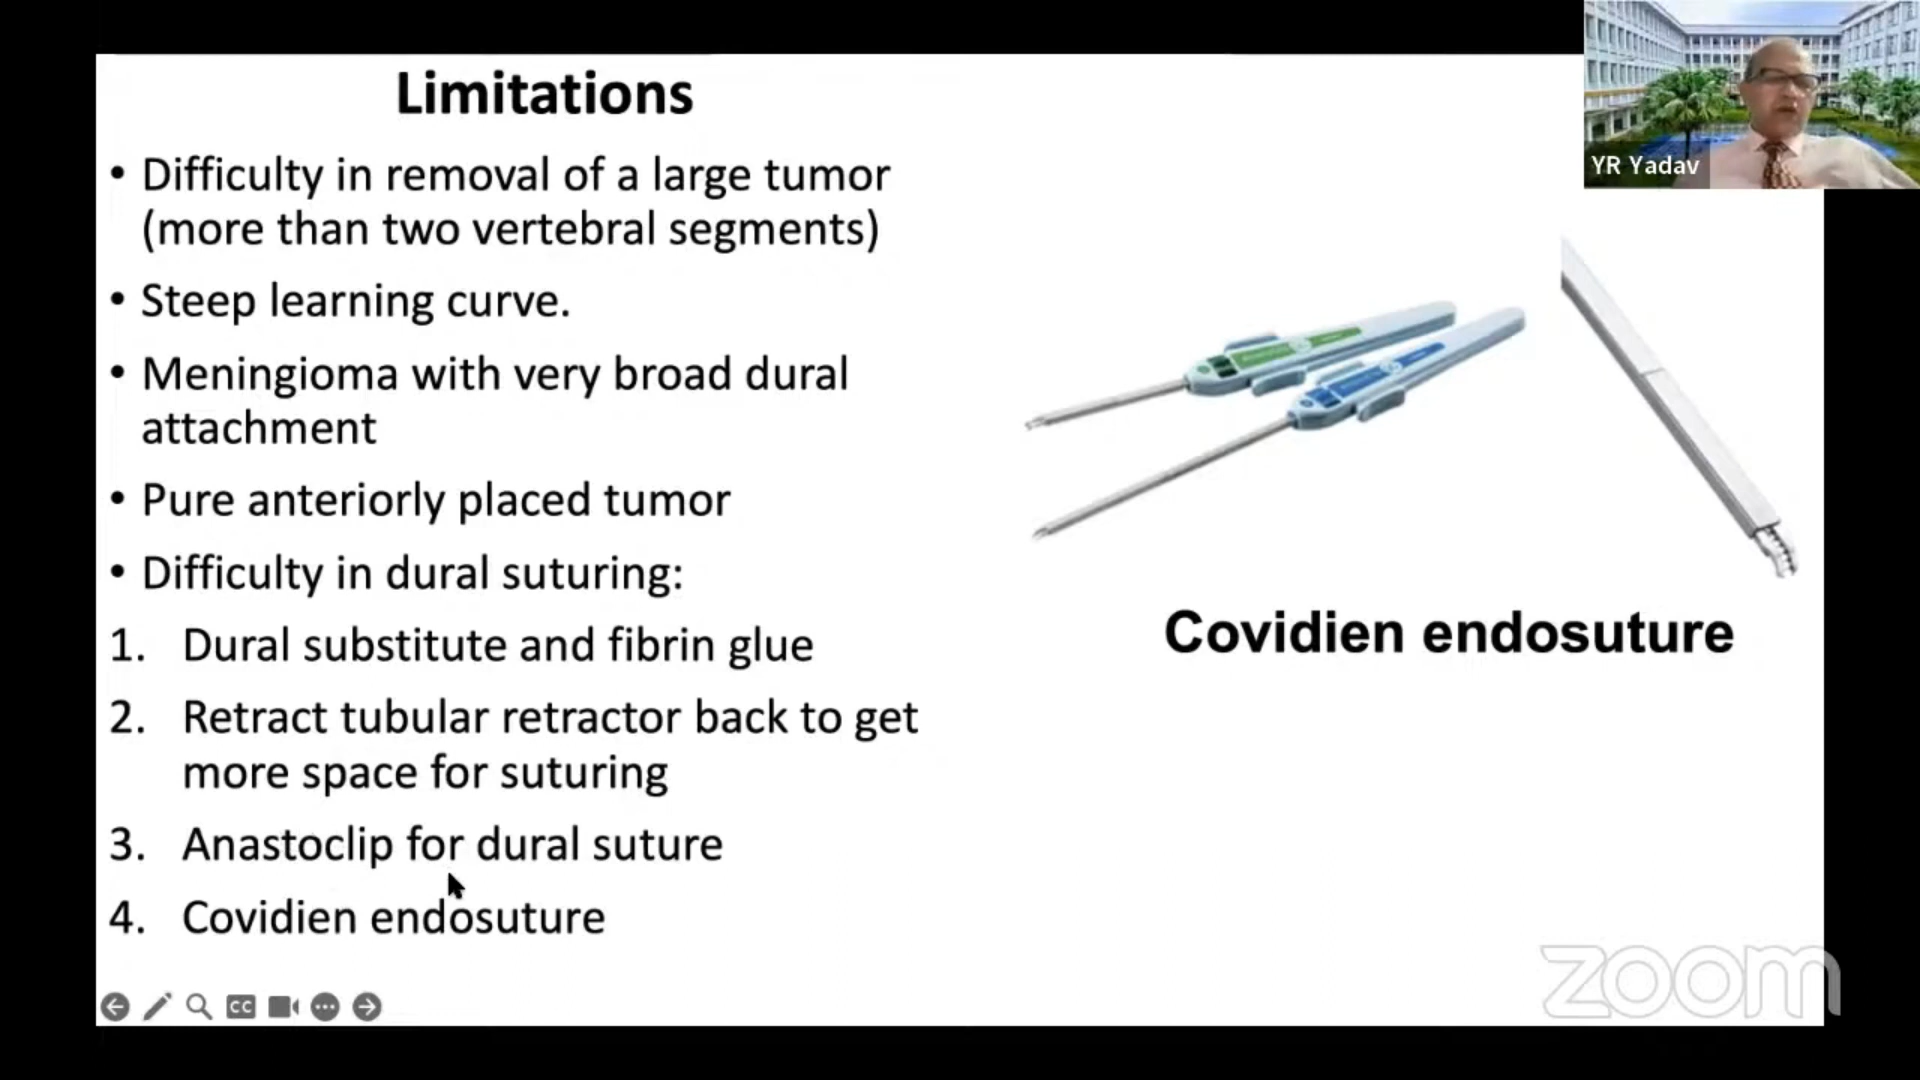 Limitations
• Difficulty in removal of a large tumor
(more than two vertebral segments)
• Steep learning curve.
• Meningioma with very broad dural
attachment
• Pure anteriorly placed tumor
• Difficulty in dural suturing:
1. Dural substitute and fibrin glue
2. Retract tubular retractor back to get
more space for suturing
3. Anastoclip for dural suture
4. Covidien endosuture
Covidien endosuture
YR Yadav
CC
zoom